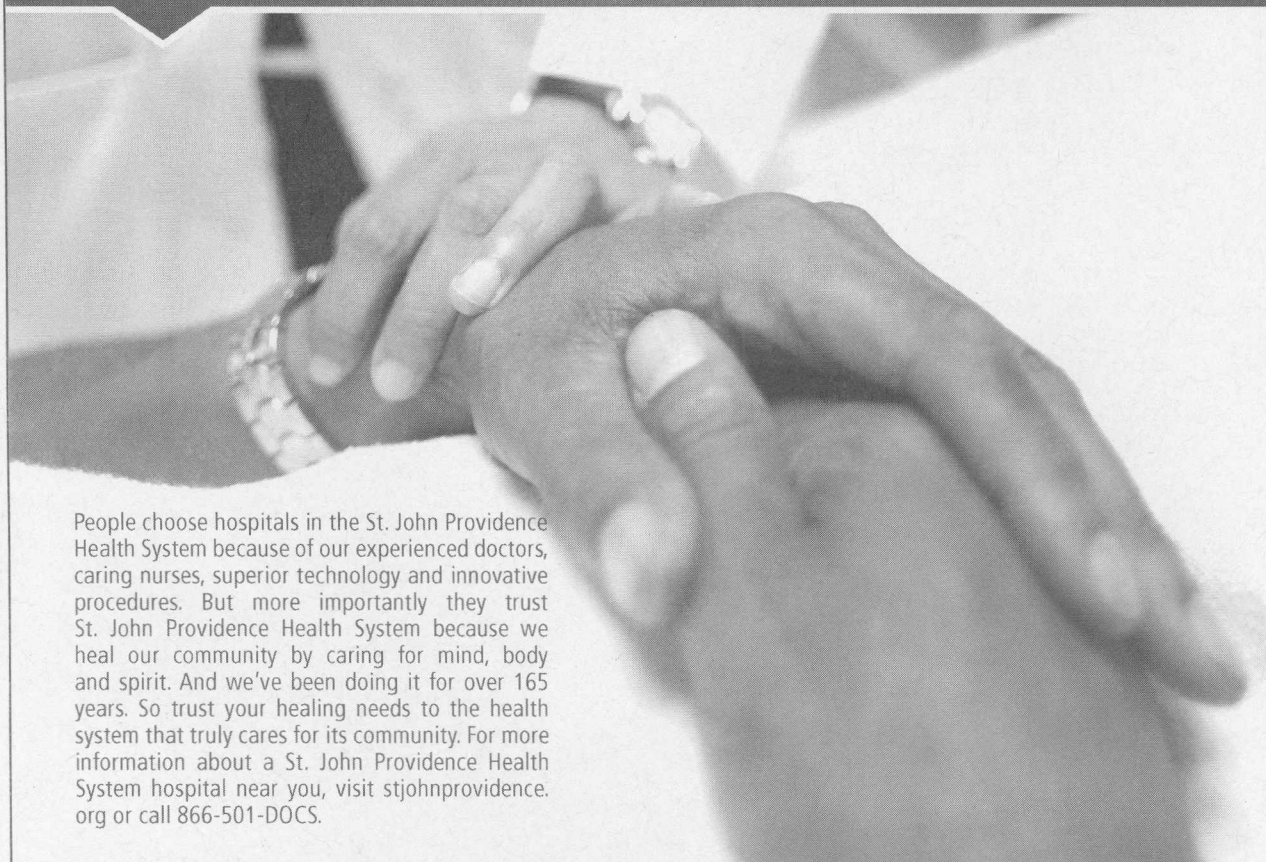 People choose hospitals in the St. John Providence
Health System because of our experienced doctors,
caring nurses, superior technology and innovative
procedures. But more importantly they trust
St. John Providence Health System because we
heal our community by caring for mind, body
and spirit. And we've been doing it for over 165
years. So trust your healing needs to the health
system that truly cares for its community. For more
information about a St. John Providence Health
System hospital near you, visit stjohnprovidence.
org or call 866-501-DOCS.